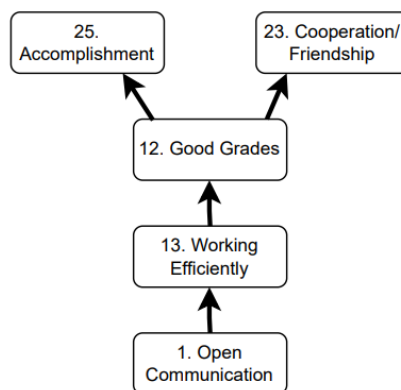 25.
Accomplishment
23. Cooperation/
Friendship
12. Good Grades
13. Working
Efficiently
1. Open
Communication